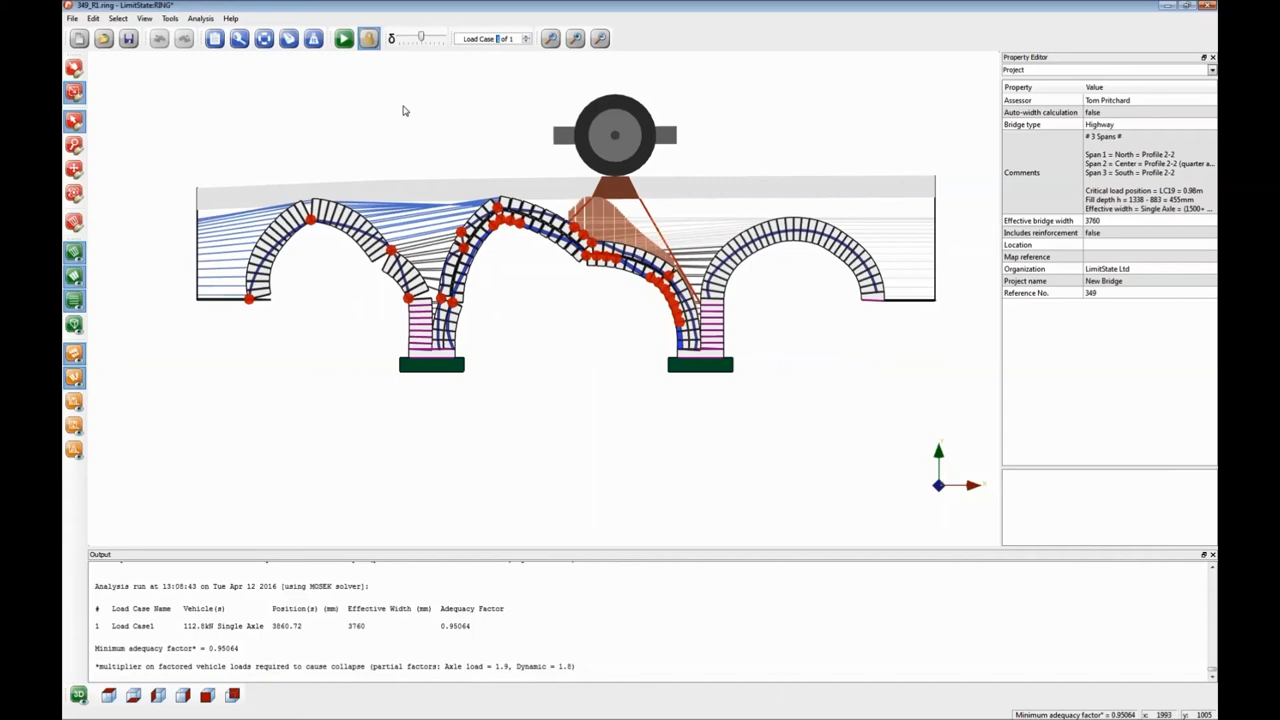 349_R1.ring - LimitState:RING*
File Edit Select View Tools Analysis Help
δ Load Case 1 of 1
Property Editor
Project
Property Value
Assessor Tom Pritchard
Auto-width calculation false
Bridge type Highway
# 3 Spans #
Span 1 = North = Profile 2-2
Span 2 = Center = Profile 2-2 (quarter a...
Comments Span 3 = South = Profile 2-2
Critical load position = LC19 = 0.98m
Fill depth h = 1338 - 883 = 455mm
Effective width = Single Axle = (1500+ ...
Effective bridge width 3760
Includes reinforcement false
Location
Map reference
Organization LimitState Ltd
Project name New Bridge
Reference No. 349
Output
Analysis run at 13:08:43 on Tue Apr 12 2016 [using MOSEK solver]:
# Load Case Name Vehicle(s) Position(s) (mm) Effective Width (mm) Adequacy Factor
1 Load Case1 112.8kN Single Axle 3860.72 3760 0.95064
Minimum adequacy factor* = 0.95064
*multiplier on factored vehicle loads required to cause collapse (partial factors: Axle load = 1.9, Dynamic = 1.8)
3D
Minimum adequacy factor* = 0.95064 x: 1993 y: 1005